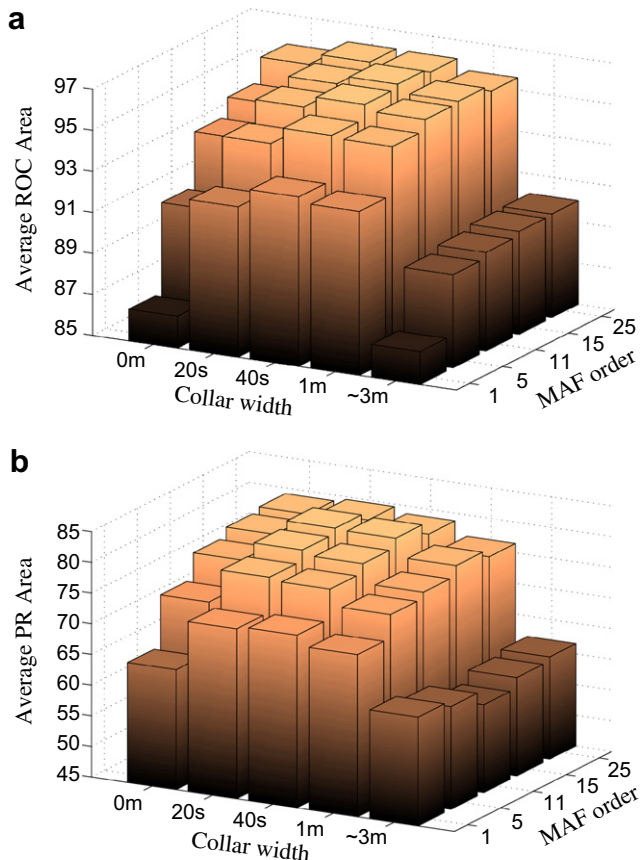 a
97
95
93
91
89
87
85
Average ROC Area
0m
20s
40s
1m
~3m
Collar width
1
5
11
15
25
MAF order
b
85
80
75
70
65
60
55
50
45
Average PR Area
0m
20s
40s
1m
~3m
Collar width
1
5
11
15
25
MAF order